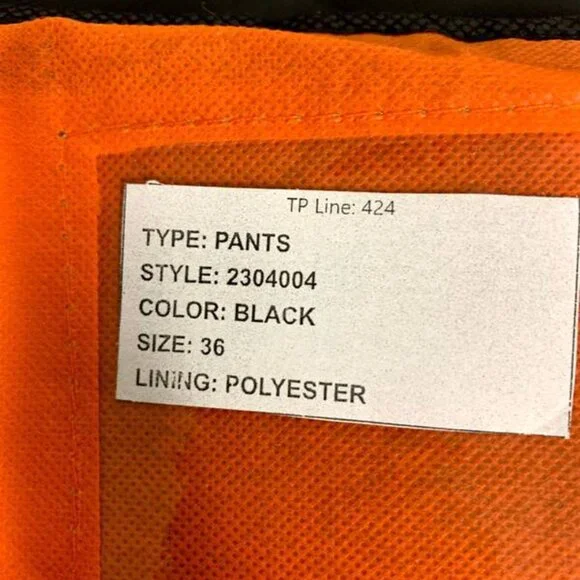 TP Line: 424
TYPE: PANTS
STYLE: 2304004
COLOR: BLACK
SIZE: 36
LINING: POLYESTER